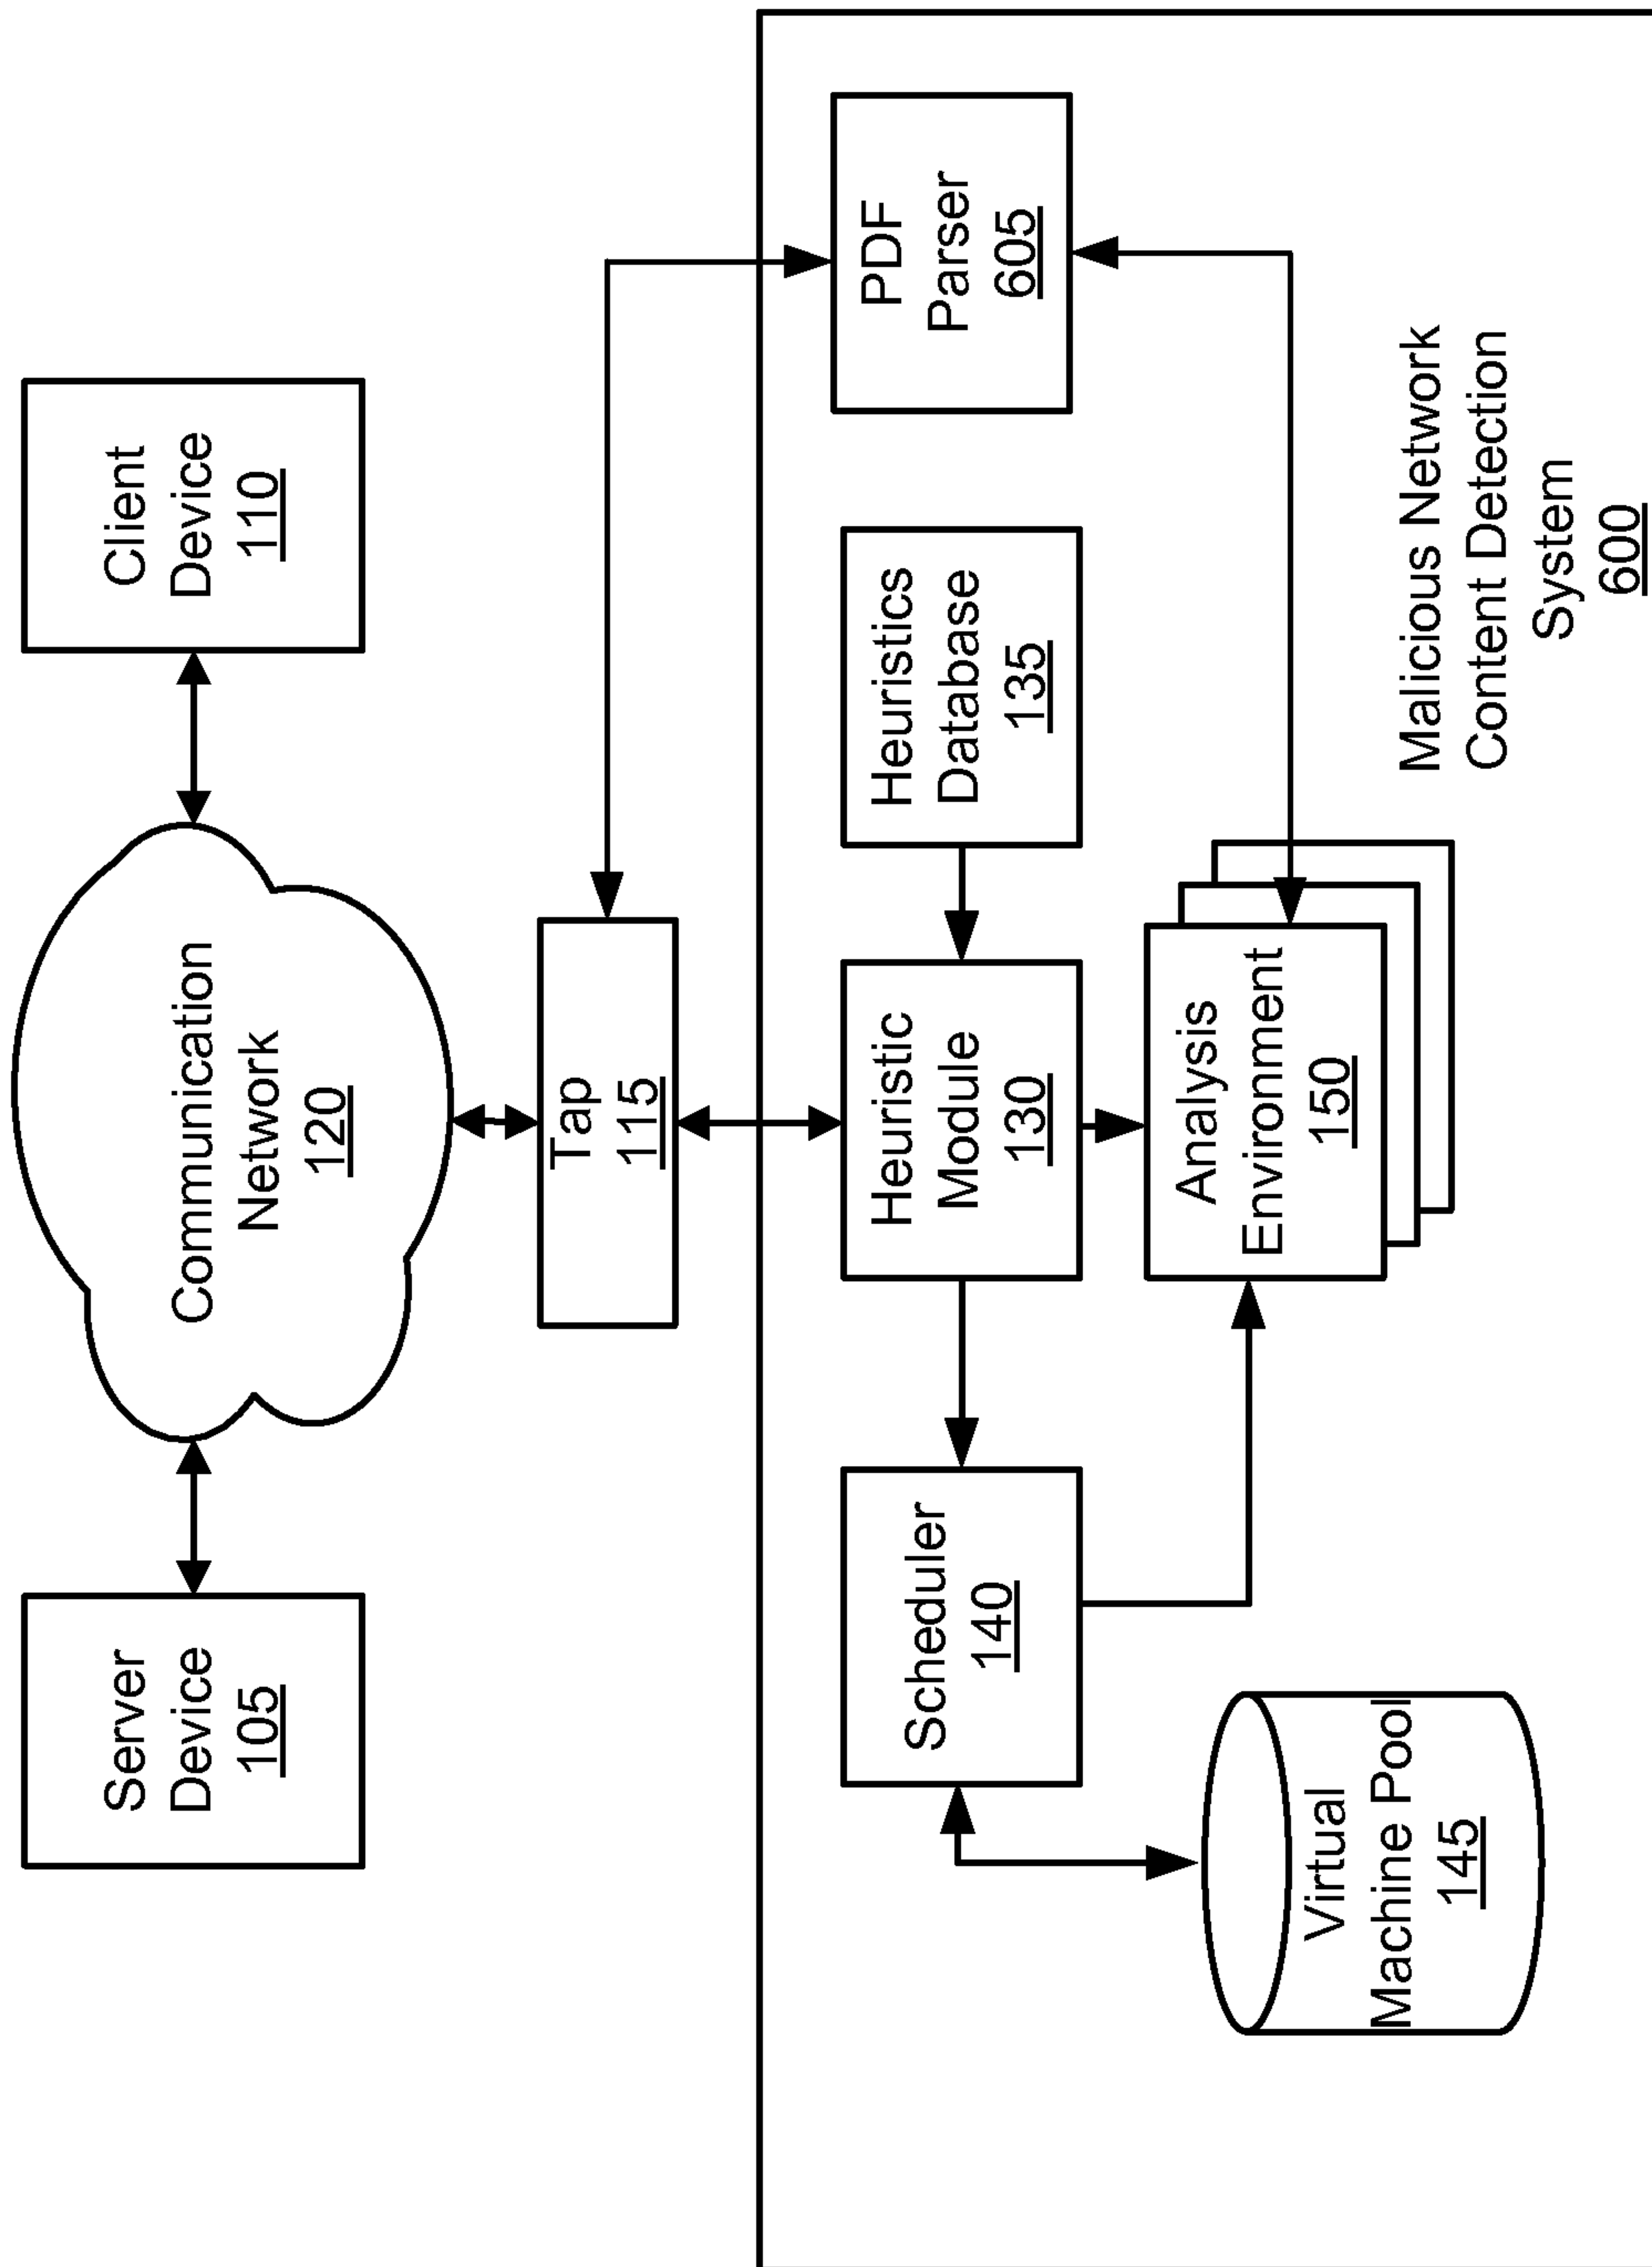 Server
Device
105
Communication
Network
120
Client
Device
110
Tap
115
Scheduler
140
Heuristic
Module
130
Heuristics
Database
135
PDF
Parser
605
Virtual
Machine Pool
145
Analysis
Environment
150
Malicious Network
Content Detection
System
600